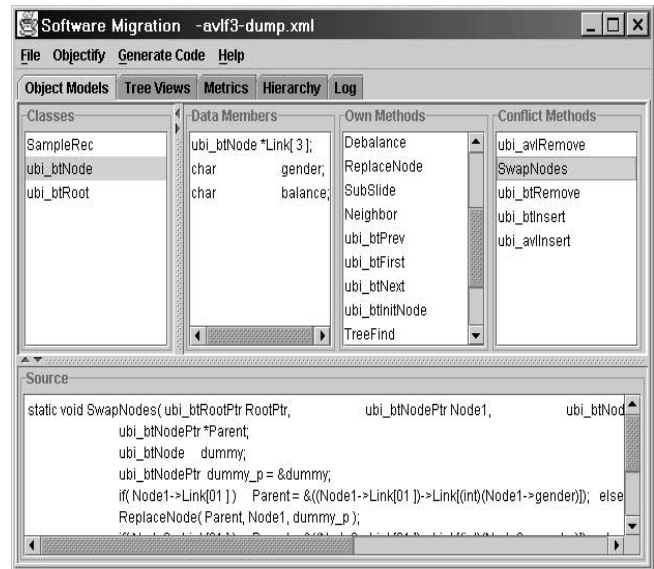 Software Migration -avlf3-dump.xml
File Objectify Generate Code Help
Object Models Tree Views Metrics Hierarchy Log
Classes
SampleRec
ubi_btNode
ubi_btRoot
Data Members
ubi_btNode *Link[ 3 ];
char gender;
char balance;
Own Methods
Debalance
ReplaceNode
SubSlide
Neighbor
ubi_btPrev
ubi_btFirst
ubi_btNext
ubi_btInitNode
TreeFind
Conflict Methods
ubi_avlRemove
SwapNodes
ubi_btRemove
ubi_btInsert
ubi_avlInsert
Source
static void SwapNodes( ubi_btRootPtr RootPtr, ubi_btNodePtr Node1, ubi_btNod
ubi_btNodePtr *Parent;
ubi_btNode dummy;
ubi_btNodePtr dummy_p = &dummy;
if( Node1->Link[01 ] ) Parent = &((Node1->Link[01 ])->Link[(int)(Node1->gender)]); else
ReplaceNode( Parent, Node1, dummy_p );